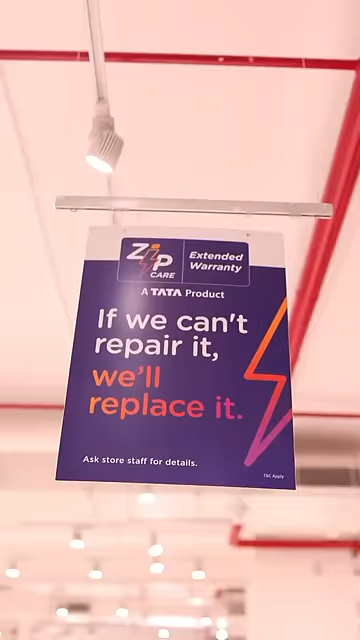 ZiP CARE
Extended
Warranty
A TATA Product
If we can't
repair it,
we'll
replace it.
Ask store staff for details.
T&C Apply